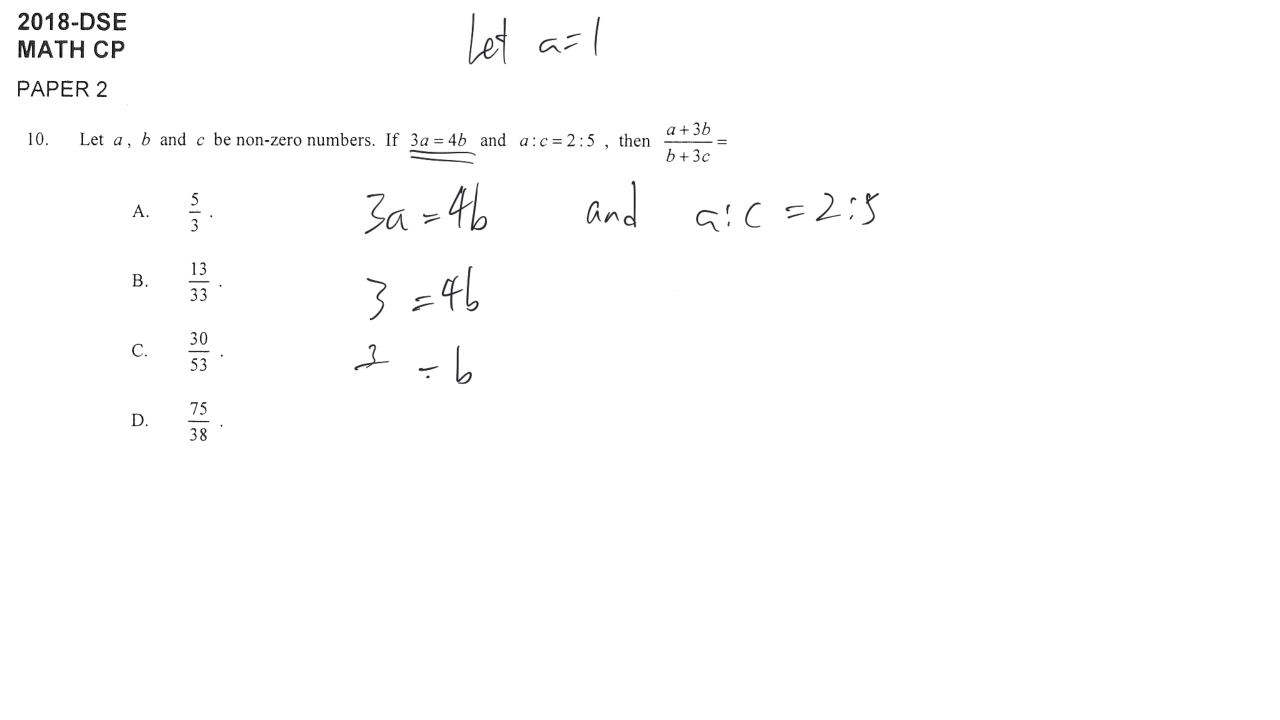 2018-DSE
MATH CP
PAPER 2
Let a=1
10. Let a, b and c be non-zero numbers. If 3a = 4b and a:c = 2:5, then (a+3b)/(b+3c) =
A. 5/3.
3a = 4b and a:c = 2:5
B. 13/33.
3 = 4b
C. 30/53.
3 = b
D. 75/38.